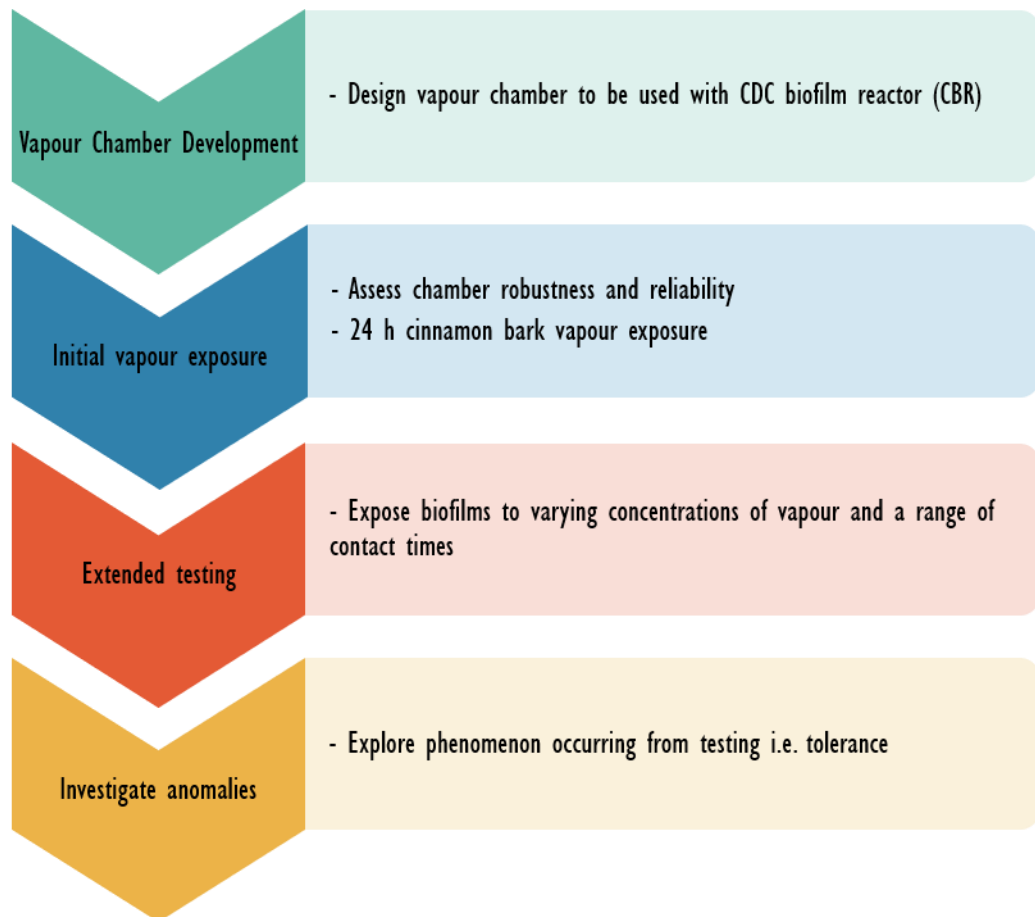 Vapour Chamber Development
- Design vapour chamber to be used with CDC biofilm reactor (CBR)
Initial vapour exposure
- Assess chamber robustness and reliability
- 24 h cinnamon bark vapour exposure
Extended testing
- Expose biofilms to varying concentrations of vapour and a range of
contact times
Investigate anomalies
- Explore phenomenon occurring from testing i.e. tolerance